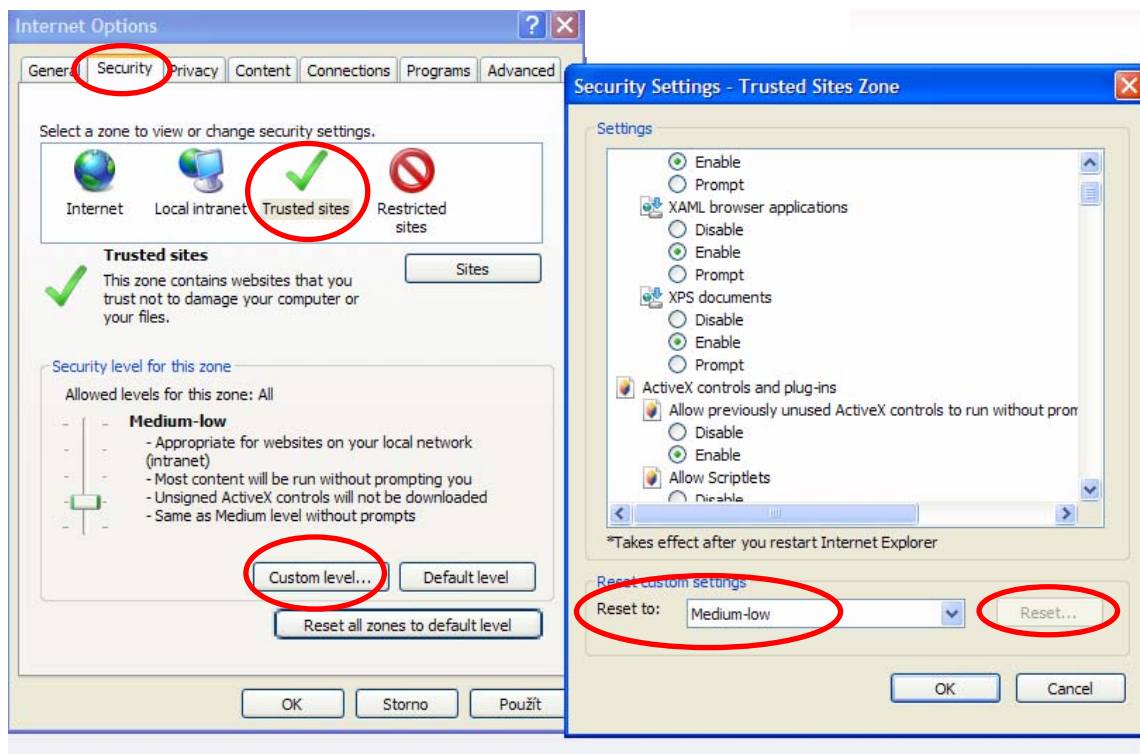 Internet Options
General Security Privacy Content Connections Programs Advanced
Select a zone to view or change security settings.
Internet Local intranet Trusted sites Restricted
sites
Trusted sites
This zone contains websites that you
trust not to damage your computer or
your files.
Sites
Security level for this zone
Allowed levels for this zone: All
Medium-low
- Appropriate for websites on your local network
(intranet)
- Most content will be run without prompting you
- Unsigned ActiveX controls will not be downloaded
- Same as Medium level without prompts
Custom level... Default level
Reset all zones to default level
OK Storno Použít
Security Settings - Trusted Sites Zone
Settings
Enable
Prompt
XAML browser applications
Disable
Enable
Prompt
XPS documents
Disable
Enable
Prompt
ActiveX controls and plug-ins
Allow previously unused ActiveX controls to run without prom
Disable
Enable
Allow Scriptlets
Disable
*Takes effect after you restart Internet Explorer
Reset custom settings
Reset to: Medium-low Reset...
OK Cancel